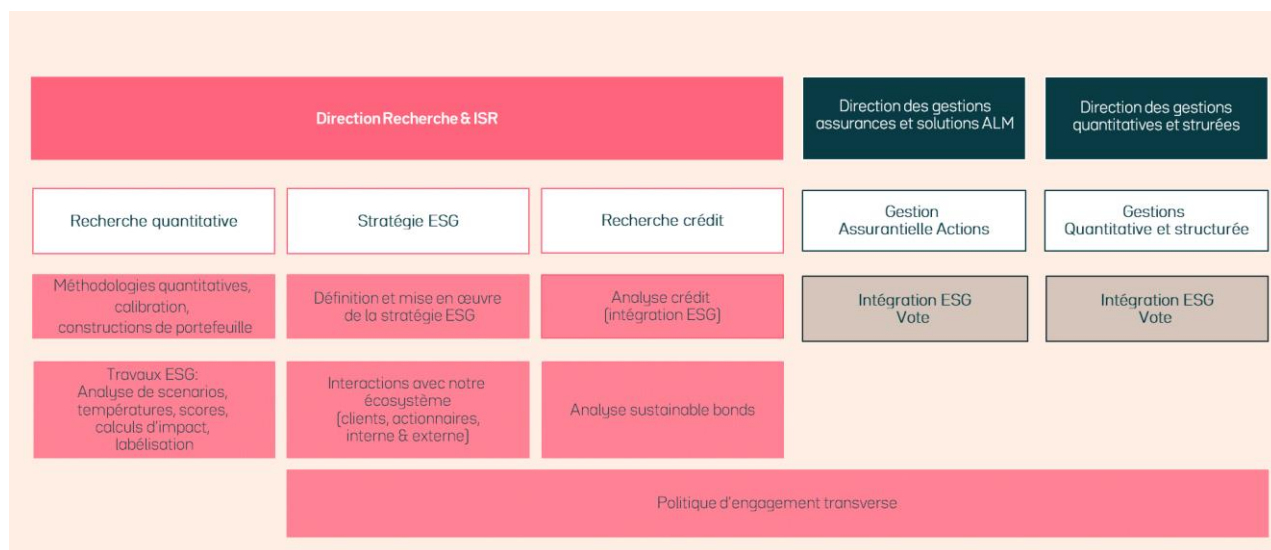 Direction Recherche & ISR
Direction des gestions
assurances et solutions ALM
Direction des gestions
quantitatives et strurées
Recherche quantitative
Stratégie ESG
Recherche crédit
Gestion
Assurantielle Actions
Gestions
Quantitative et structurée
Méthodologies quantitatives,
calibration,
constructions de portefeuille
Définition et mise en œuvre
de la stratégie ESG
Analyse crédit
(intégration ESG)
Intégration ESG
Vote
Intégration ESG
Vote
Travaux ESG:
Analyse de scenarios,
températures, scores,
calculs d'impact,
labélisation
Interactions avec notre
écosystème
(clients, actionnaires,
interne & externe)
Analyse sustainable bonds
Politique d'engagement transverse